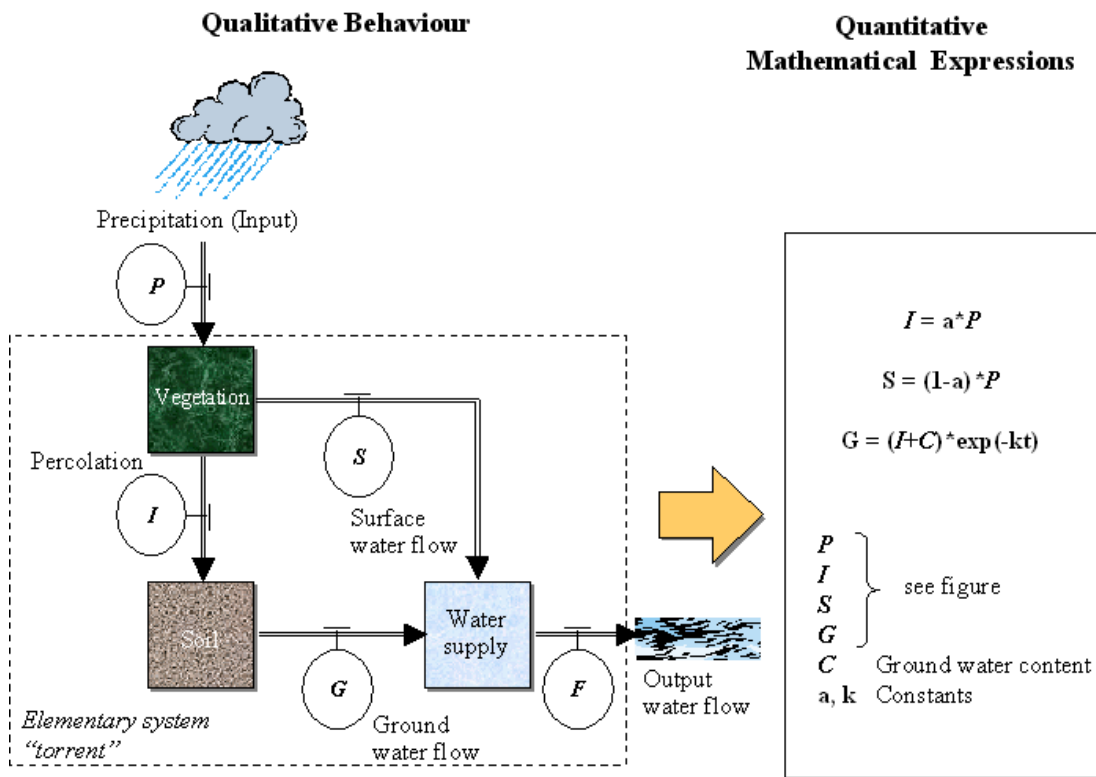 Qualitative Behaviour
Quantitative
Mathematical Expressions
Precipitation (Input)
P
Vegetation
Percolation
S
I
Surface
water flow
Soil
Water
supply
G
F
Output
water flow
Elementary system
"torrent"
Ground
water flow
I = a*P
S = (1-a)*P
G = (I+C)*exp(-kt)
P
I
S
G
see figure
C Ground water content
a, k Constants